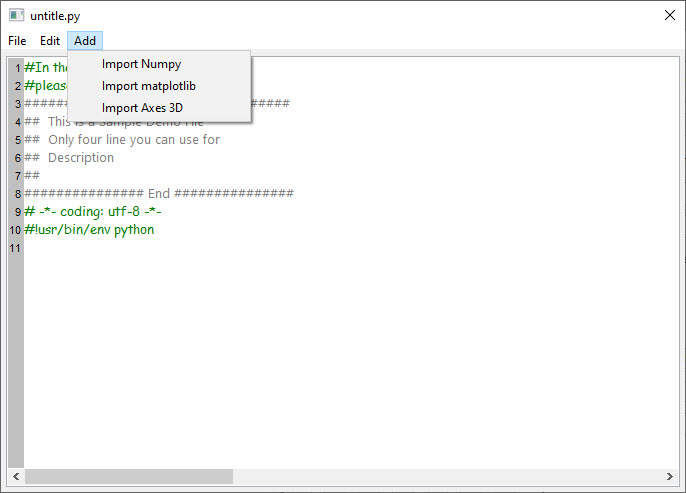 untitle.py
File Edit Add
Import Numpy
Import matplotlib
Import Axes 3D
1 #In the
2 #pleas
3 ##### #####
4 ## This is a Sample Demo File
5 ## Only four line you can use for
6 ## Description
7 ##
8 ############### End ###############
9 # -*- coding: utf-8 -*-
10 #!usr/bin/env python
11